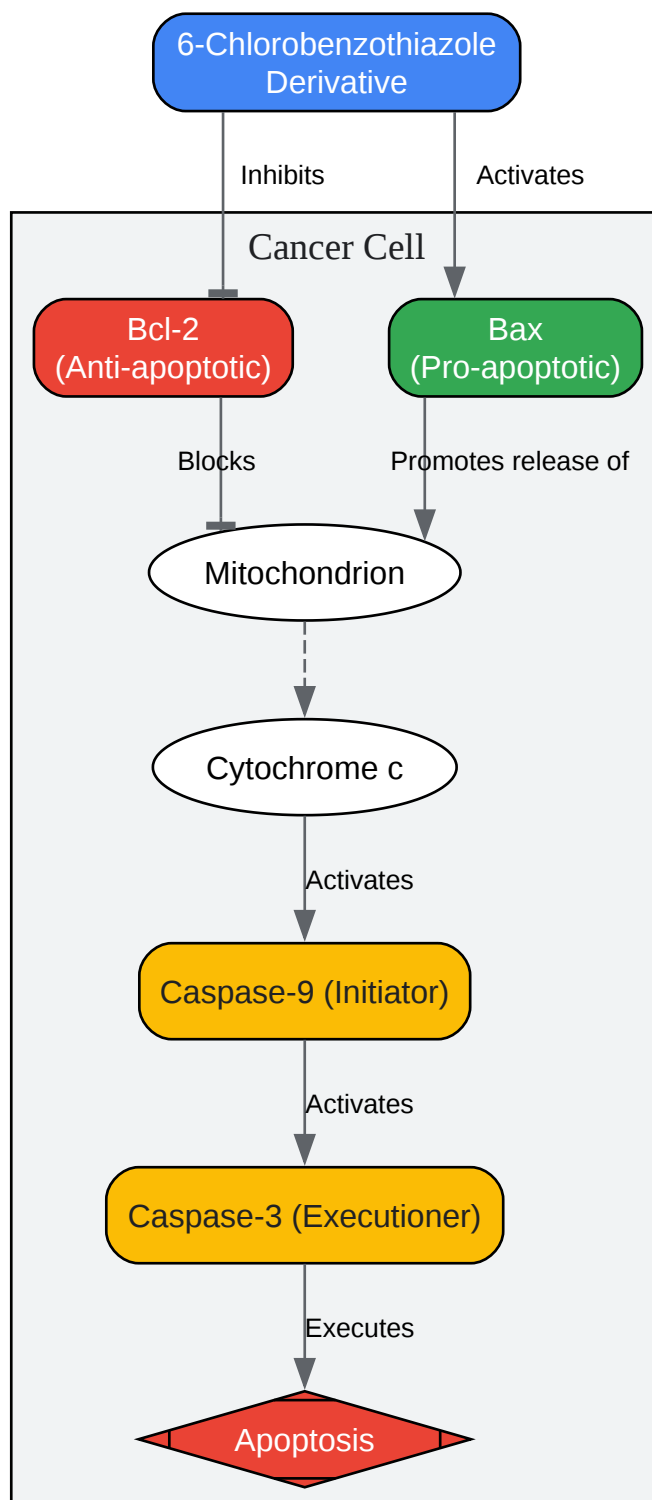 6-Chlorobenzothiazole
Derivative
Inhibits
Activates
Cancer Cell
Bcl-2
(Anti-apoptotic)
Bax
(Pro-apoptotic)
Blocks
Promotes release of
Mitochondrion
Cytochrome c
Activates
Caspase-9 (Initiator)
Activates
Caspase-3 (Executioner)
Executes
Apoptosis